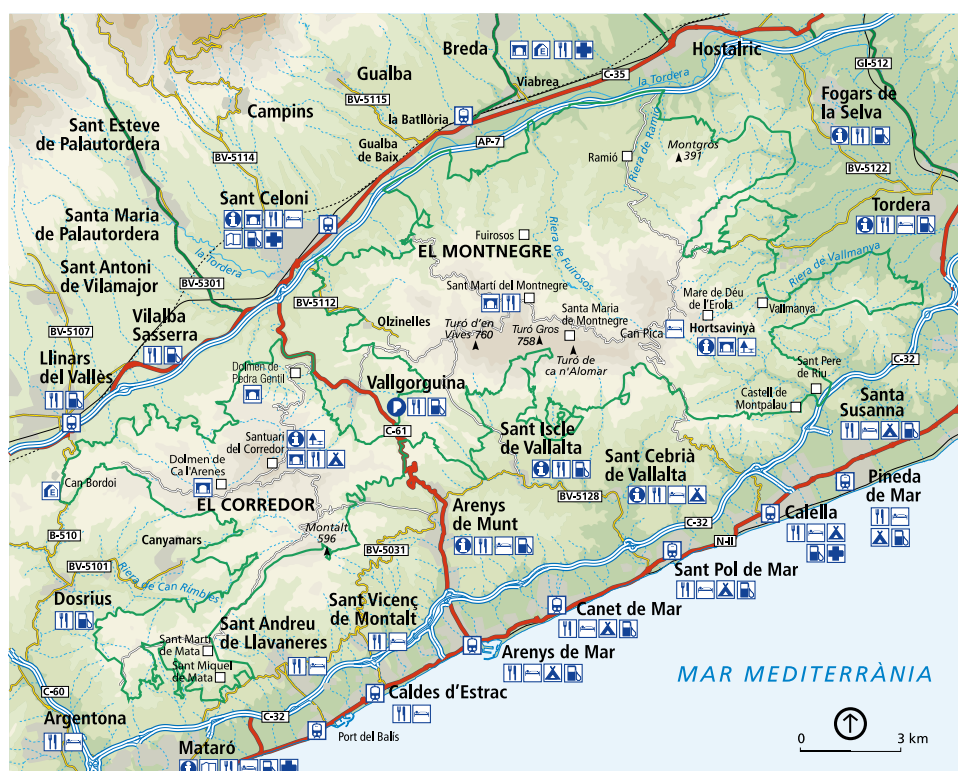 Breda
Hostalric
GI-512
Viabrea
C-35
la Tordera
Gualba
BV-5115
Fogars de
la Selva
Campins
la Batllòria
Sant Esteve
de Palautordera
AP-7
Gualba
de Baix
Riera de Ramió
Ramió
Montgròs
391
BV-5114
BV-5122
Sant Celoni
Tordera
Santa Maria
de Palautordera
la Tordera
Fuirosos
EL MONTNEGRE
Riera de Fuirosos
Riera de Vallmanya
Sant Antoni
de Vilamajor
BV-5301
Sant Martí del Montnegre
Mare de Déu
de l'Erola
Vallmanya
BV-5112
Olzinelles
Turó d'en
Vives 760
Turó Gros
758
Santa Maria
de Montnegre
Can Pica
Hortsavinyà
BV-5107
Vilalba
Sasserra
Turó de
ca n'Alomar
Sant Pere
de Riu
C-32
Llinars
del Vallès
Dolmen de
Pedra Gentil
Vallgorguina
P
Castell de
Montpalau
Santa
Susanna
C-61
Santuari
del Corredor
Sant Iscle
de Vallalta
Sant Cebrià
de Vallalta
Dolmen de
Ca l'Arenes
Pineda
de Mar
Can Bordoi
BV-5128
EL CORREDOR
Arenys
de Munt
Calella
Montalt
596
C-32
B-510
Canyamars
N-II
BV-5031
BV-5101
Riera de Can Rimbles
Sant Pol de Mar
Dosrius
Sant Vicenç
de Montalt
Canet de Mar
Sant Andreu
de Llavaneres
Sant Martí
de Mata
Arenys de Mar
Sant Miquel
de Mata
MAR MEDITERRÀNIA
C-60
Caldes d'Estrac
Argentona
C-32
Port del Balís
Mataró
0 3 km